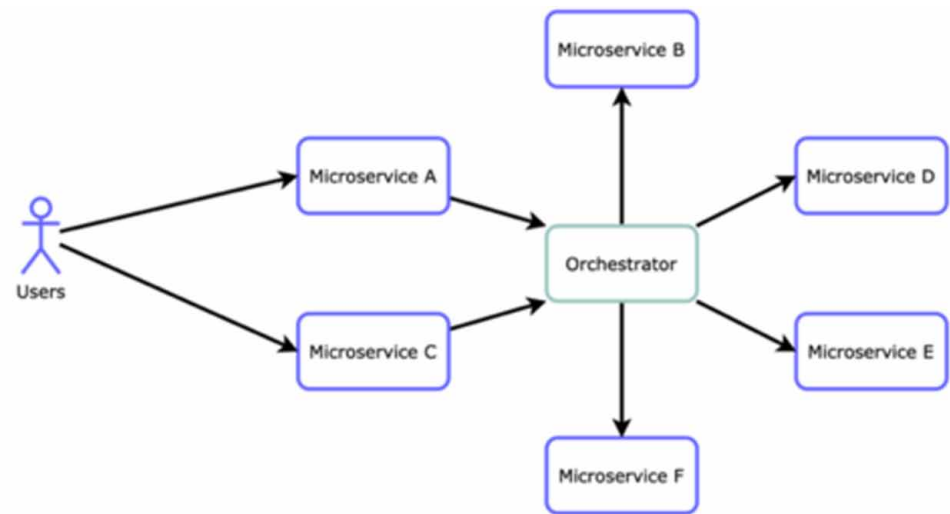 Microservice B
Microservice A
Microservice D
Orchestrator
Users
Microservice C
Microservice E
Microservice F